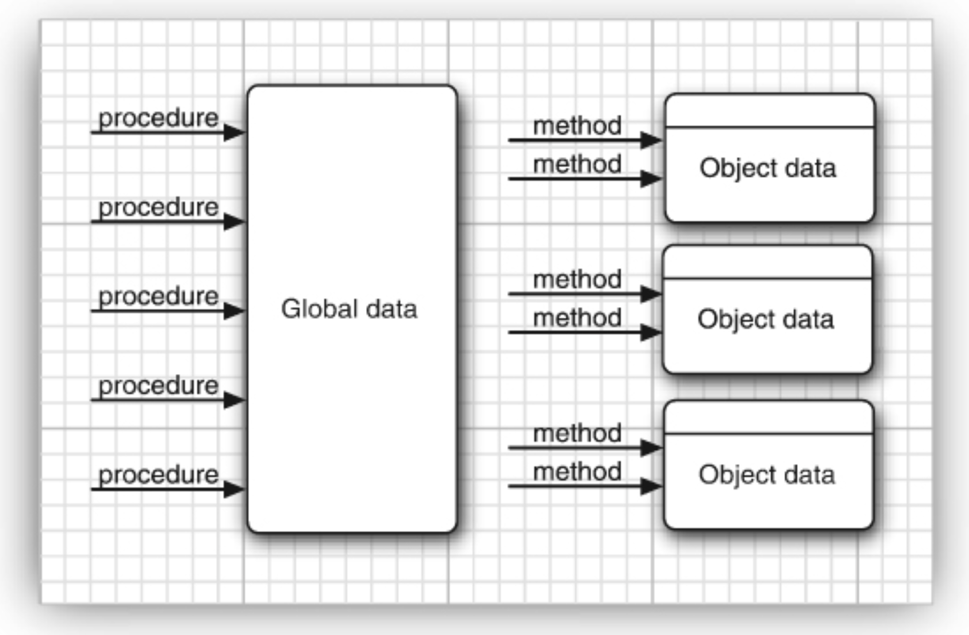 procedure
procedure
procedure
procedure
procedure
Global data
method
method
Object data
method
method
Object data
method
method
Object data